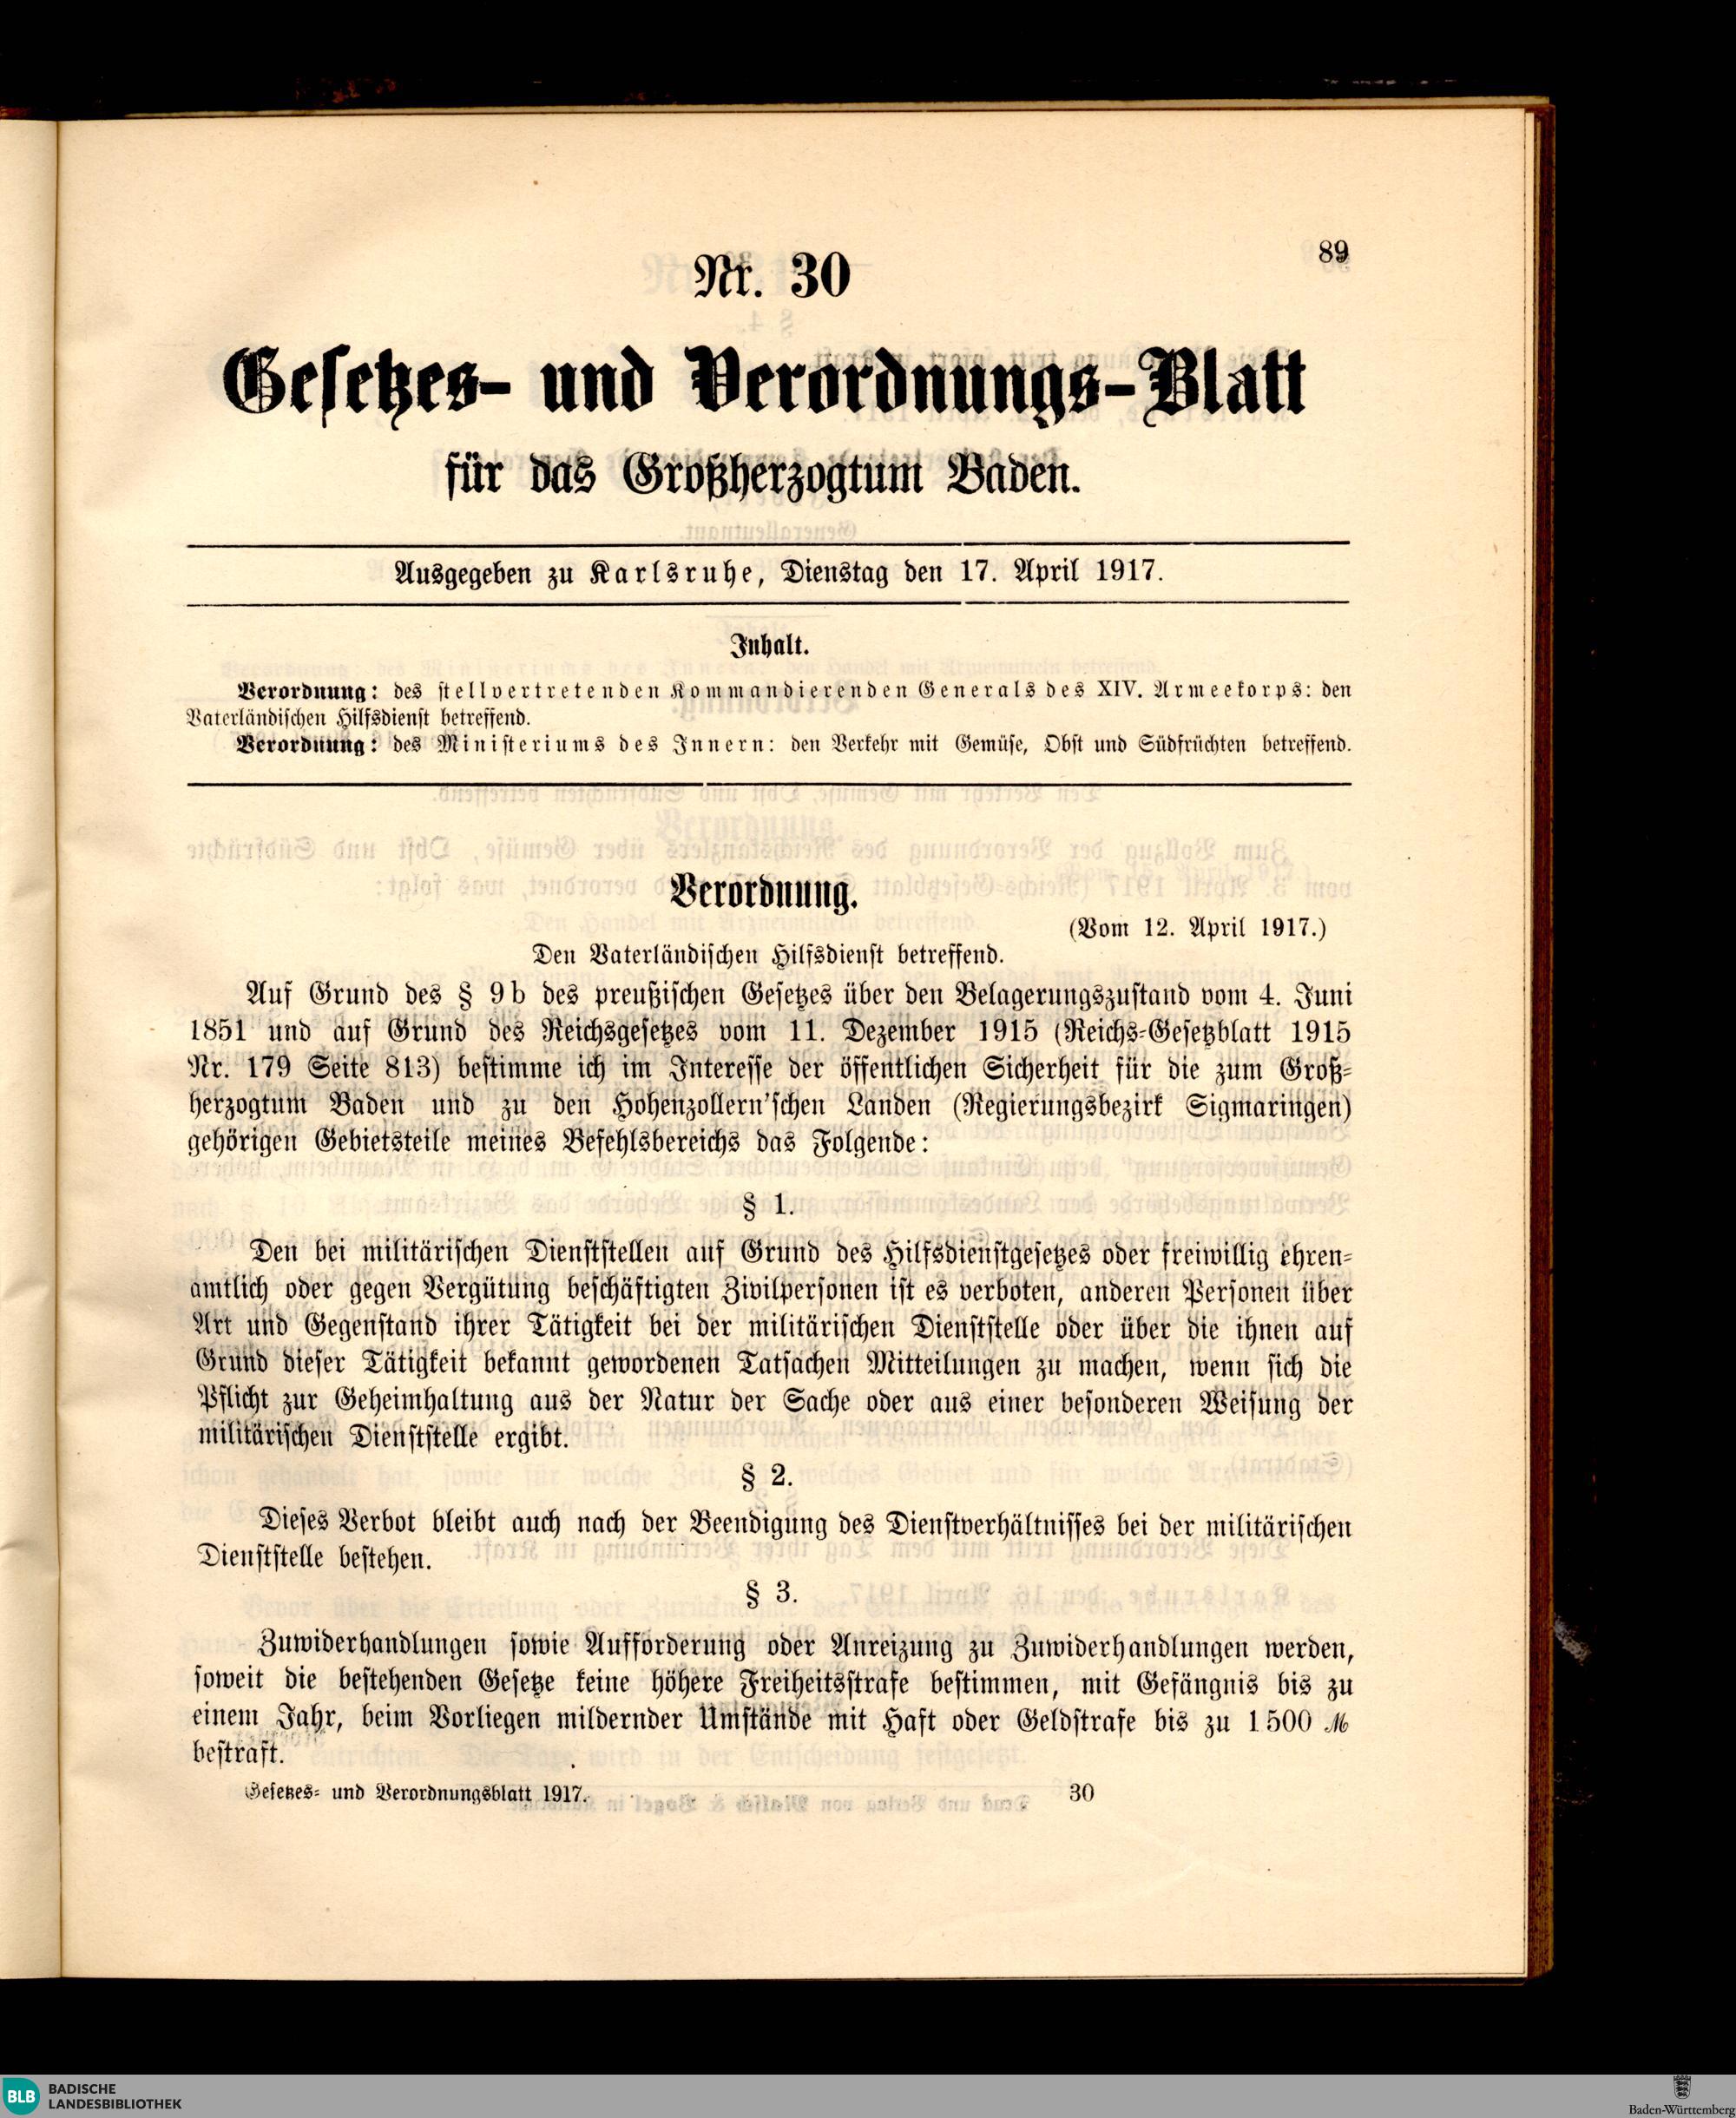 89
Nr. 30
Gesetzes- und Verordnungs-Blatt
für das Großherzogtum Baden.
Ausgegeben zu Karlsruhe, Dienstag den 17. April 1917.
Inhalt.
Verordnung: des stellvertretenden Kommandierenden Generals des XIV. Armeekorps: den
Vaterländischen Hilfsdienst betreffend.
Verordnung: des Ministeriums des Innern: den Verkehr mit Gemüse, Obst und Südfrüchten betreffend.
Verordnung.
(Vom 12. April 1917.)
Den Vaterländischen Hilfsdienst betreffend.
Auf Grund des § 9 b des preußischen Gesetzes über den Belagerungszustand vom 4. Juni
1851 und auf Grund des Reichsgesetzes vom 11. Dezember 1915 (Reichs-Gesetzblatt 1915
Nr. 179 Seite 813) bestimme ich im Interesse der öffentlichen Sicherheit für die zum Groß-
herzogtum Baden und zu den Hohenzollern'schen Landen (Regierungsbezirk Sigmaringen)
gehörigen Gebietsteile meines Befehlsbereichs das Folgende:
§ 1.
Den bei militärischen Dienststellen auf Grund des Hilfsdienstgesetzes oder freiwillig ehren-
amtlich oder gegen Vergütung beschäftigten Zivilpersonen ist es verboten, anderen Personen über
Art und Gegenstand ihrer Tätigkeit bei der militärischen Dienststelle oder über die ihnen auf
Grund dieser Tätigkeit bekannt gewordenen Tatsachen Mitteilungen zu machen, wenn sich die
Pflicht zur Geheimhaltung aus der Natur der Sache oder aus einer besonderen Weisung der
militärischen Dienststelle ergibt.
§ 2.
Dieses Verbot bleibt auch nach der Beendigung des Dienstverhältnisses bei der militärischen
Dienststelle bestehen.
§ 3.
Zuwiderhandlungen sowie Aufforderung oder Anreizung zu Zuwiderhandlungen werden,
soweit die bestehenden Gesetze keine höhere Freiheitsstrafe bestimmen, mit Gefängnis bis zu
einem Jahr, beim Vorliegen mildernder Umstände mit Haft oder Geldstrafe bis zu 1500 ℳ
bestraft.
Gesetzes- und Verordnungsblatt 1917. 30
BLB BADISCHE
LANDESBIBLIOTHEK
Baden-Württemberg